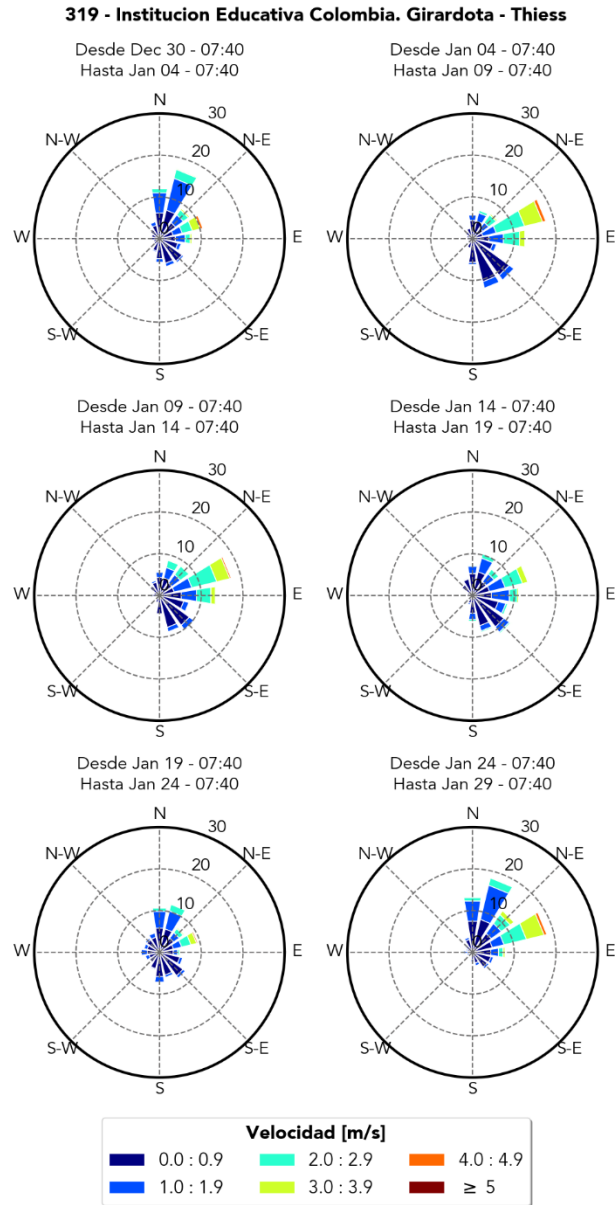 319 - Institucion Educativa Colombia. Girardota - Thiess
Desde Dec 30 - 07:40
Hasta Jan 04 - 07:40
N
N-W
N-E
W
E
S-W
S-E
S
10
20
30
Desde Jan 04 - 07:40
Hasta Jan 09 - 07:40
N
N-W
N-E
W
E
S-W
S-E
S
10
20
30
Desde Jan 09 - 07:40
Hasta Jan 14 - 07:40
N
N-W
N-E
W
E
S-W
S-E
S
10
20
30
Desde Jan 14 - 07:40
Hasta Jan 19 - 07:40
N
N-W
N-E
W
E
S-W
S-E
S
10
20
30
Desde Jan 19 - 07:40
Hasta Jan 24 - 07:40
N
N-W
N-E
W
E
S-W
S-E
S
10
20
30
Desde Jan 24 - 07:40
Hasta Jan 29 - 07:40
N
N-W
N-E
W
E
S-W
S-E
S
10
20
30
Velocidad [m/s]
0.0 : 0.9
1.0 : 1.9
2.0 : 2.9
3.0 : 3.9
4.0 : 4.9
≥ 5